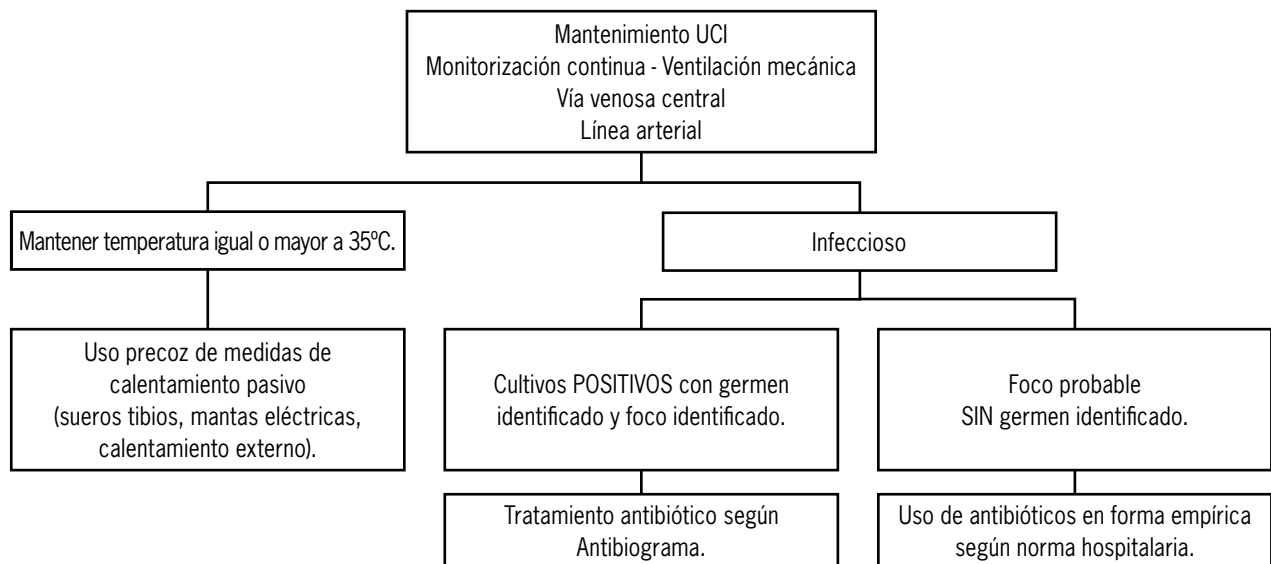 Mantenimiento UCI
Monitorización continua - Ventilación mecánica
Vía venosa central
Línea arterial
Mantener temperatura igual o mayor a 35ºC.
Infeccioso
Uso precoz de medidas de
calentamiento pasivo
(sueros tibios, mantas eléctricas,
calentamiento externo).
Cultivos POSITIVOS con germen
identificado y foco identificado.
Foco probable
SIN germen identificado.
Tratamiento antibiótico según
Antibiograma.
Uso de antibióticos en forma empírica
según norma hospitalaria.